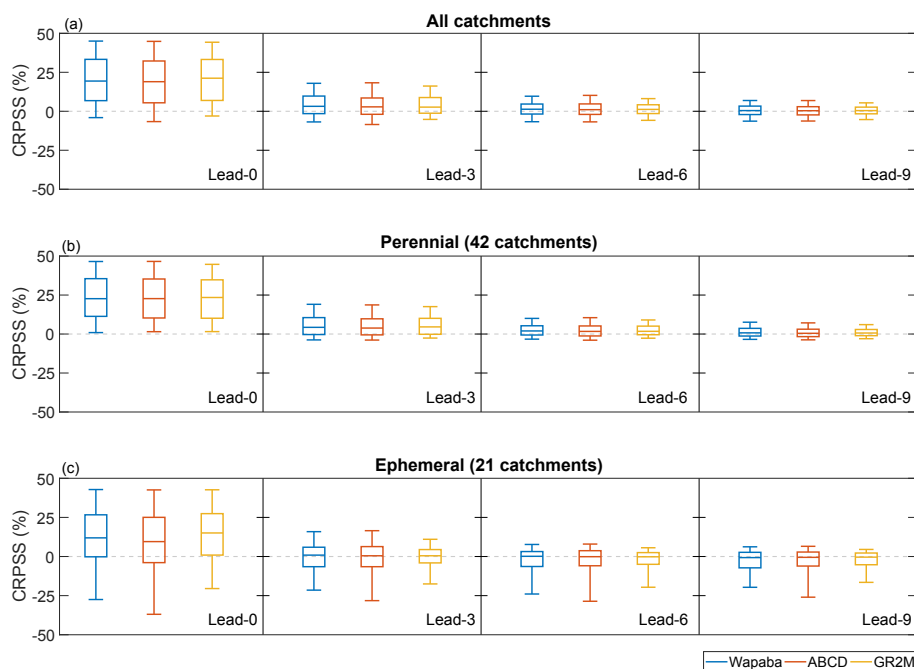 (a)
All catchments
50
25
0
-25
-50
CRPSS (%)
Lead-0
Lead-3
Lead-6
Lead-9
(b)
Perennial (42 catchments)
50
25
0
-25
-50
CRPSS (%)
Lead-0
Lead-3
Lead-6
Lead-9
(c)
Ephemeral (21 catchments)
50
25
0
-25
-50
CRPSS (%)
Lead-0
Lead-3
Lead-6
Lead-9
Wapaba
ABCD
GR2M